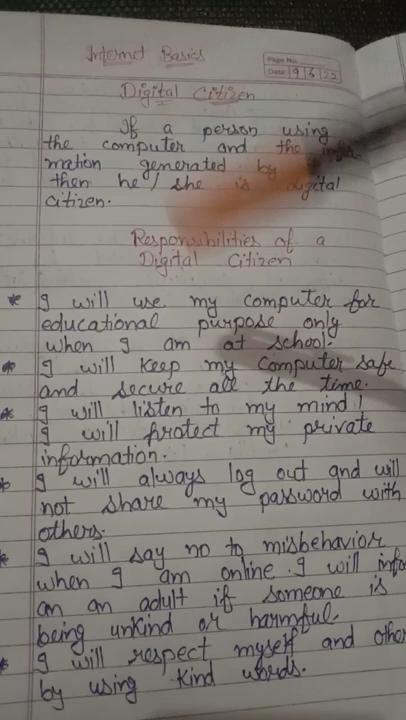 Internet Basics
Page No.
Date 9 3 22
Digital Citizen
If a person using
the computer and the infor
mation generated by
then he / she is digital
citizen.
Responsibilities of a
Digital Citizen
* I will use my computer for
educational purpose only
when I am at school.
* I will keep my computer safe
and secure all the time.
* I will listen to my mind!
I will protect my private
information.
* I will always log out and will
not share my password with
others.
* I will say no to misbehavior
when I am online. I will info
an an adult if someone is
being unkind or harmful.
* I will respect myself and other
by using kind words.